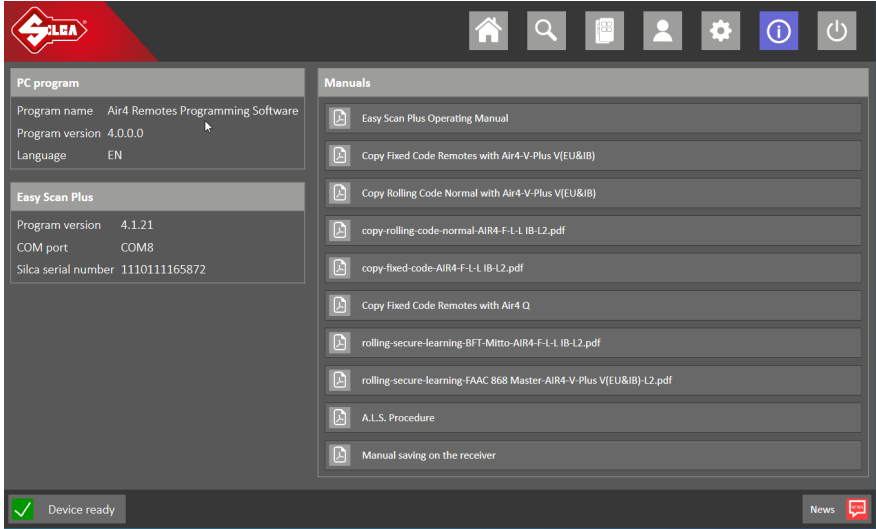 SILCA
PC program
Program name Air4 Remotes Programming Software
Program version 4.0.0.0
Language EN
Easy Scan Plus
Program version 4.1.21
COM port COM8
Silca serial number 1110111165872
Manuals
Easy Scan Plus Operating Manual
Copy Fixed Code Remotes with Air4-V-Plus V(EU&IB)
Copy Rolling Code Normal with Air4-V-Plus V(EU&IB)
copy-rolling-code-normal-AIR4-F-L-L IB-L2.pdf
copy-fixed-code-AIR4-F-L-L IB-L2.pdf
Copy Fixed Code Remotes with Air4 Q
rolling-secure-learning-BFT-Mitto-AIR4-F-L-L IB-L2.pdf
rolling-secure-learning-FAAC 868 Master-AIR4-V-Plus V(EU&IB)-L2.pdf
A.L.S. Procedure
Manual saving on the receiver
Device ready
News NEWS